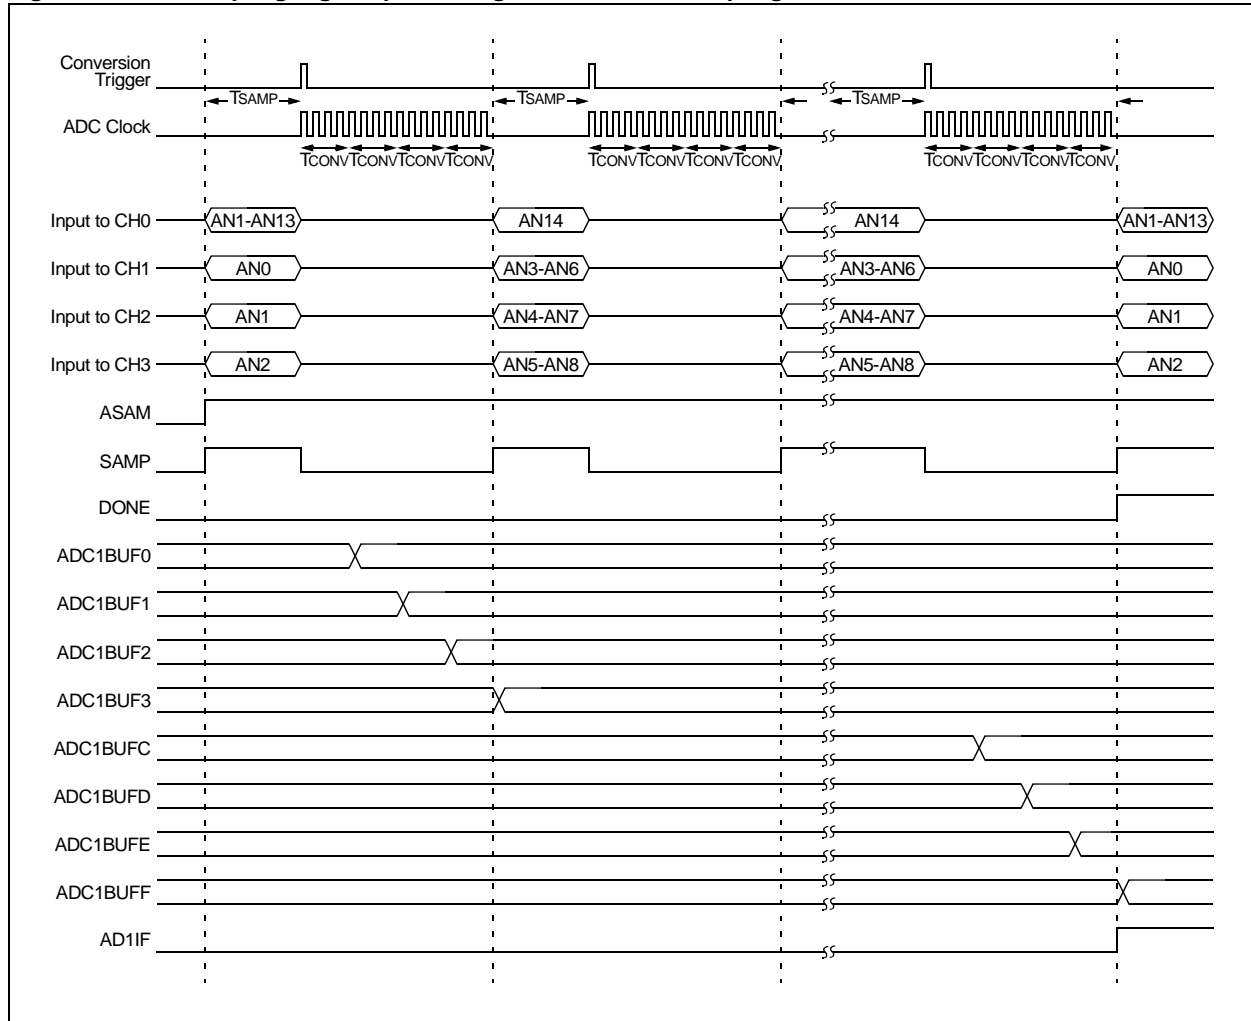 Conversion
Trigger
TSAMP
TSAMP
TSAMP
ADC Clock
TCONV TCONV TCONV TCONV
TCONV TCONV TCONV TCONV
TCONV TCONV TCONV TCONV
Input to CH0
AN1-AN13
AN14
AN14
AN1-AN13
Input to CH1
AN0
AN3-AN6
AN3-AN6
AN0
Input to CH2
AN1
AN4-AN7
AN4-AN7
AN1
Input to CH3
AN2
AN5-AN8
AN5-AN8
AN2
ASAM
SAMP
DONE
ADC1BUF0
ADC1BUF1
ADC1BUF2
ADC1BUF3
ADC1BUFC
ADC1BUFD
ADC1BUFE
ADC1BUFF
AD1IF